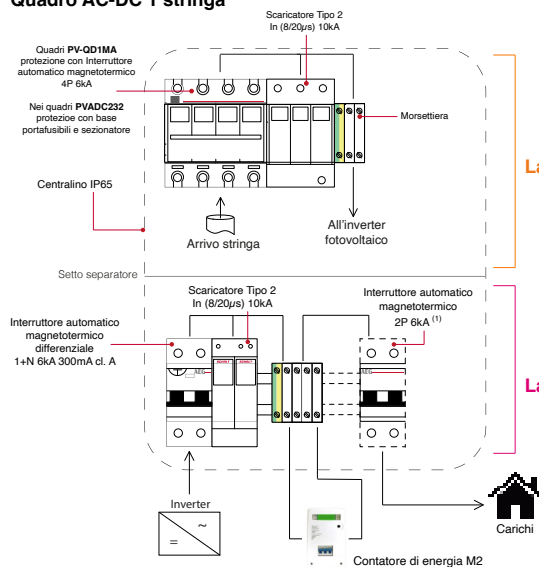 Quadro AC-DC 1 stringa
Scaricatore Tipo 2
In (8/20µs) 10kA
Quadri PV-QD1MA
protezione con Interruttore
automatico magnetotermico
4P 6kA
Nei quadri PVADC232
protezioe con base
portafusibili e sezionatore
Morsettiera
La
Centralino IP65
Arrivo stringa
All'inverter
fotovoltaico
Setto separatore
Scaricatore Tipo 2
In (8/20µs) 10kA
Interruttore automatico
magnetotermico
2P 6kA (1)
Interruttore automatico
magnetotermico
differenziale
1+N 6kA 300mA cl. A
AEG
AEG
La
Inverter
~
=
Carichi
Contatore di energia M2